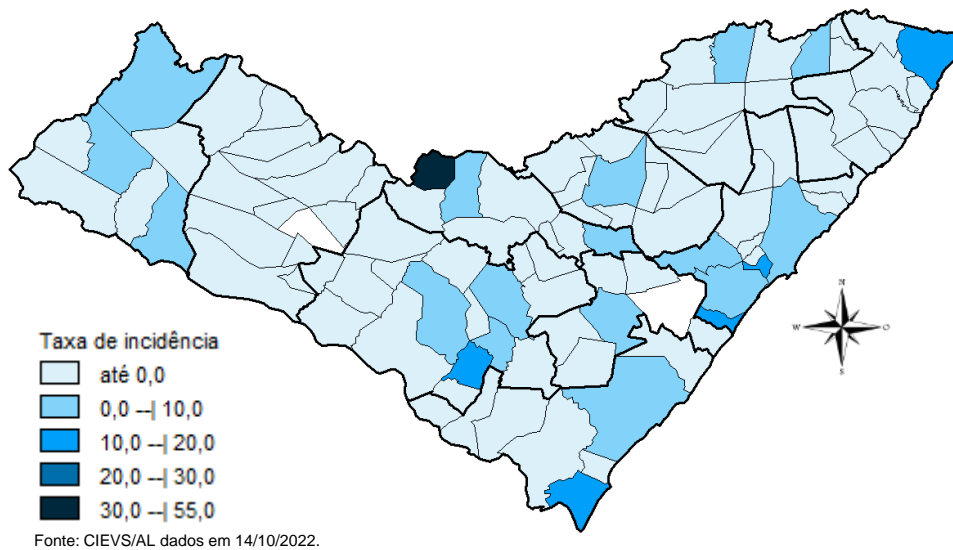 N
W
O
S
Taxa de incidência
até 0,0
0,0 --| 10,0
10,0 --| 20,0
20,0 --| 30,0
30,0 --| 55,0
Fonte: CIEVS/AL dados em 14/10/2022.